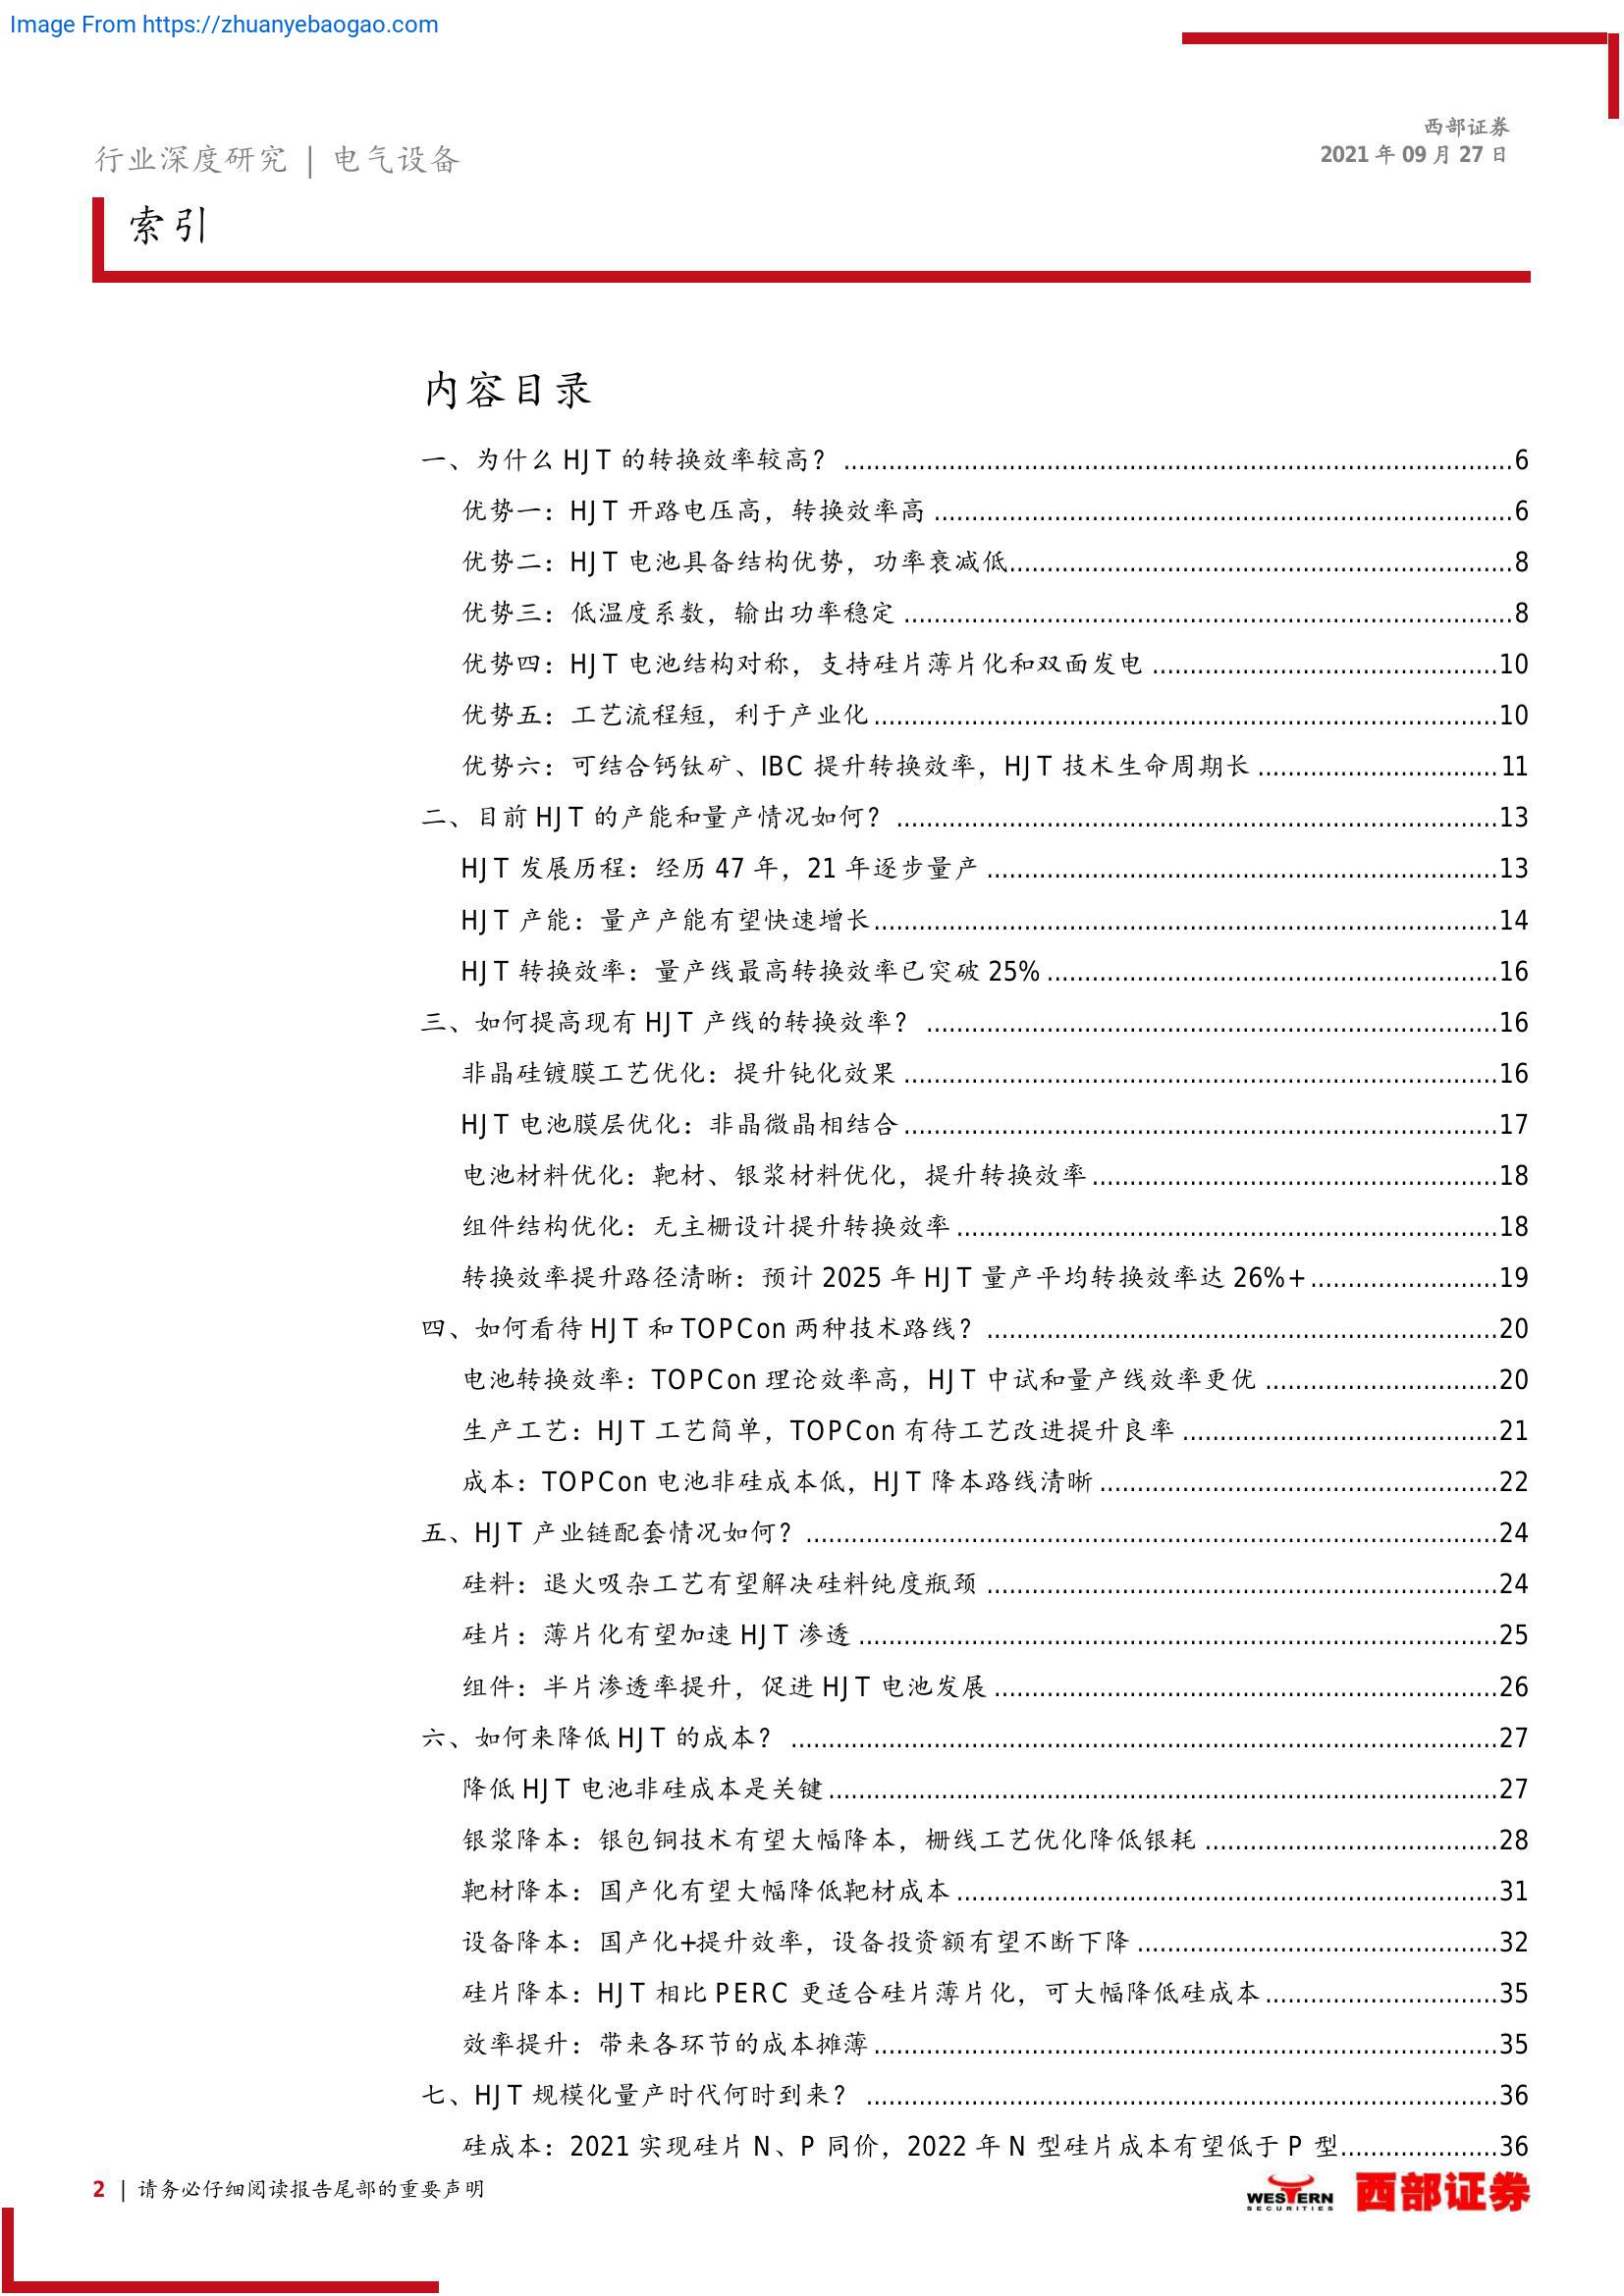 Image From https://zhuanyebaogao.com
西部证券
2021 年 09 月 27 日
行业深度研究 | 电气设备
索引
内容目录
一、为什么 HJT 的转换效率较高？ ........................................................................................6
优势一：HJT 开路电压高，转换效率高 ............................................................................6
优势二：HJT 电池具备结构优势，功率衰减低..................................................................8
优势三：低温度系数，输出功率稳定 ................................................................................8
优势四：HJT 电池结构对称，支持硅片薄片化和双面发电 ..............................................10
优势五：工艺流程短，利于产业化...................................................................................10
优势六：可结合钙钛矿、IBC 提升转换效率，HJT 技术生命周期长 ................................11
二、目前 HJT 的产能和量产情况如何？ ................................................................................13
HJT 发展历程：经历 47 年，21 年逐步量产 ....................................................................13
HJT 产能：量产产能有望快速增长...................................................................................14
HJT 转换效率：量产线最高转换效率已突破 25% ............................................................16
三、如何提高现有 HJT 产线的转换效率？ ............................................................................16
非晶硅镀膜工艺优化：提升钝化效果 ...............................................................................16
HJT 电池膜层优化：非晶微晶相结合...............................................................................17
电池材料优化：靶材、银浆材料优化，提升转换效率......................................................18
组件结构优化：无主栅设计提升转换效率 ........................................................................18
转换效率提升路径清晰：预计 2025 年 HJT 量产平均转换效率达 26%+.........................19
四、如何看待 HJT 和 TOPCon 两种技术路线？ ....................................................................20
电池转换效率：TOPCon 理论效率高，HJT 中试和量产线效率更优 ...............................20
生产工艺：HJT 工艺简单，TOPCon 有待工艺改进提升良率 ..........................................21
成本：TOPCon 电池非硅成本低，HJT 降本路线清晰 .....................................................22
五、HJT 产业链配套情况如何？ ............................................................................................24
硅料：退火吸杂工艺有望解决硅料纯度瓶颈 ....................................................................24
硅片：薄片化有望加速 HJT 渗透 .....................................................................................25
组件：半片渗透率提升，促进 HJT 电池发展 ...................................................................26
六、如何来降低 HJT 的成本？ ..............................................................................................27
降低 HJT 电池非硅成本是关键.........................................................................................27
银浆降本：银包铜技术有望大幅降本，栅线工艺优化降低银耗 .......................................28
靶材降本：国产化有望大幅降低靶材成本 ........................................................................31
设备降本：国产化+提升效率，设备投资额有望不断下降 ................................................32
硅片降本：HJT 相比 PERC 更适合硅片薄片化，可大幅降低硅成本...............................35
效率提升：带来各环节的成本摊薄...................................................................................35
七、HJT 规模化量产时代何时到来？ ....................................................................................36
硅成本：2021 实现硅片 N、P 同价，2022 年 N 型硅片成本有望低于 P 型.....................36
2 | 请务必仔细阅读报告尾部的重要声明
WESTERN
SECURITIES
西部证券